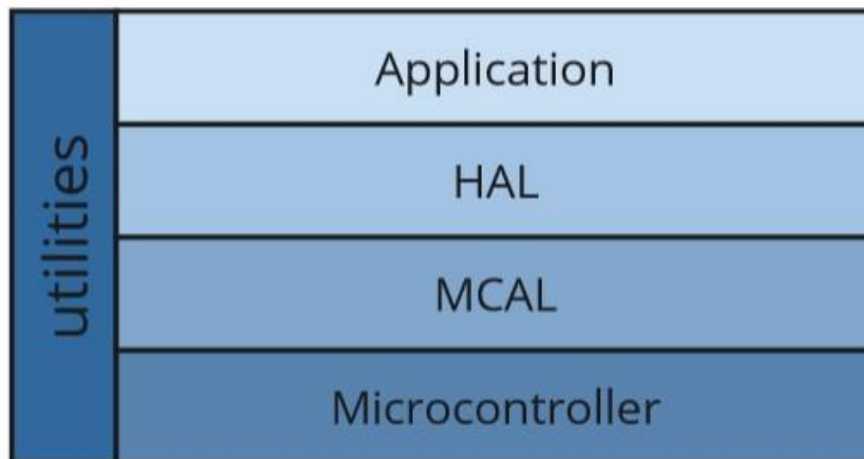 utilities
Application
HAL
MCAL
Microcontroller